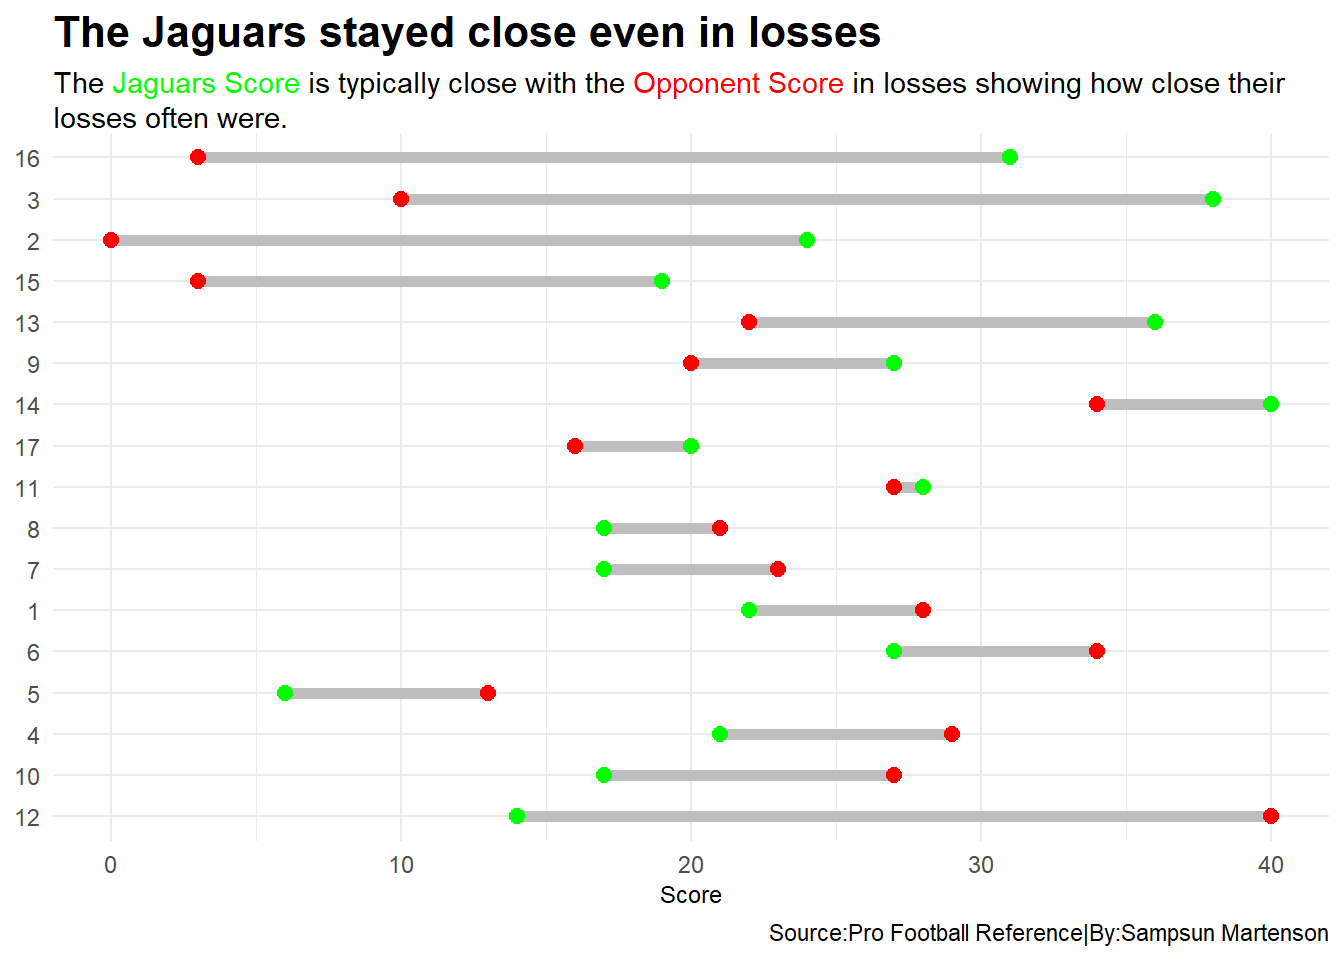 The Jaguars stayed close even in losses
The Jaguars Score is typically close with the Opponent Score in losses showing how close their
losses often were.
16
3
2
15
13
9
14
17
11
8
7
1
6
5
4
10
12
0 10 20 30 40
Score
Source:Pro Football Reference|By:Sampsun Martenson